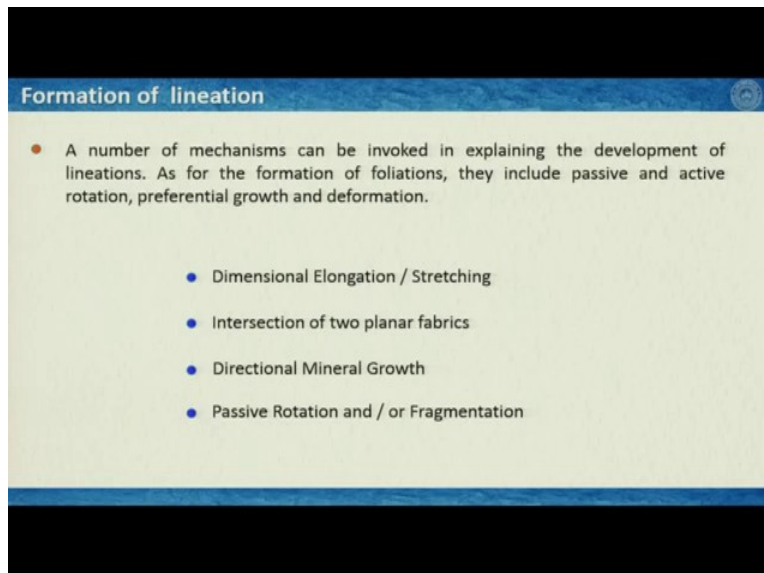 Formation of lineation
A number of mechanisms can be invoked in explaining the development of
lineations. As for the formation of foliations, they include passive and active
rotation, preferential growth and deformation.
Dimensional Elongation / Stretching
Intersection of two planar fabrics
Directional Mineral Growth
Passive Rotation and / or Fragmentation